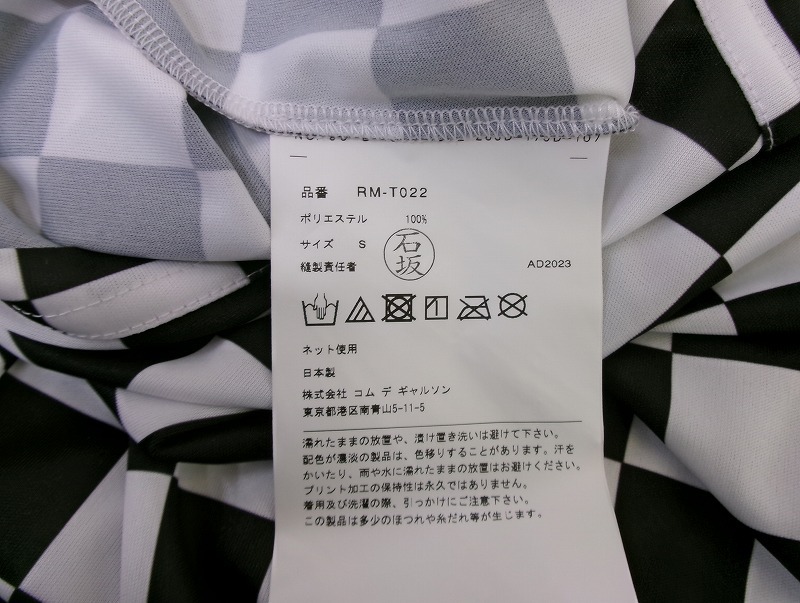 品番 RM-T022
ポリエステル 100%
サイズ S
石坂
縫製責任者
AD2023
ネット使用
日本製
株式会社 コム デ ギャルソン
東京都港区南青山5-11-5
濡れたままの放置や、漬け置き洗いは避けて下さい。
配色が濃淡の製品は、色移りすることがあります。汗を
かいたり、雨や水に濡れたままの放置はお避けください。
プリント加工の保持性は永久ではありません。
着用及び洗濯の際、引っかけにご注意下さい。
この製品は多少のほつれや糸だれ等が生じます。